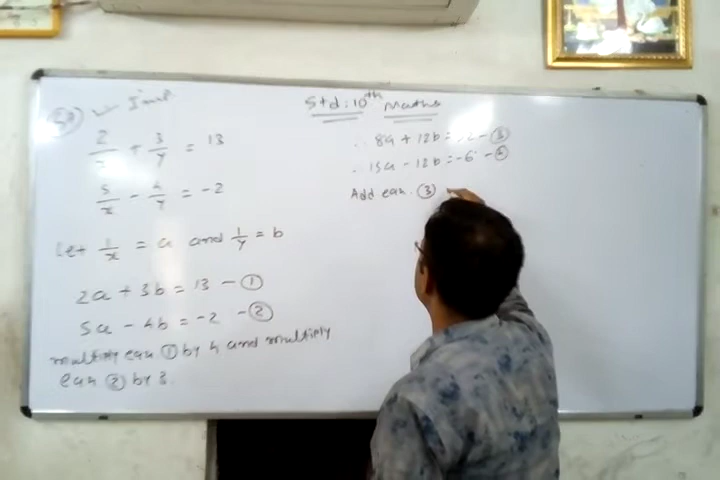 Std: 10th Maths
✓ Imp
2/x + 3/y = 13
5/x - 4/y = -2
Let 1/x = a and 1/y = b
2a + 3b = 13 - ①
5a - 4b = -2 - ②
multiply eqn. ① by 4 and multiply
eqn ② by 3.
∴ 8a + 12b = - ③
∴ 15a - 12b = -6 - ④
Add eqn. ③